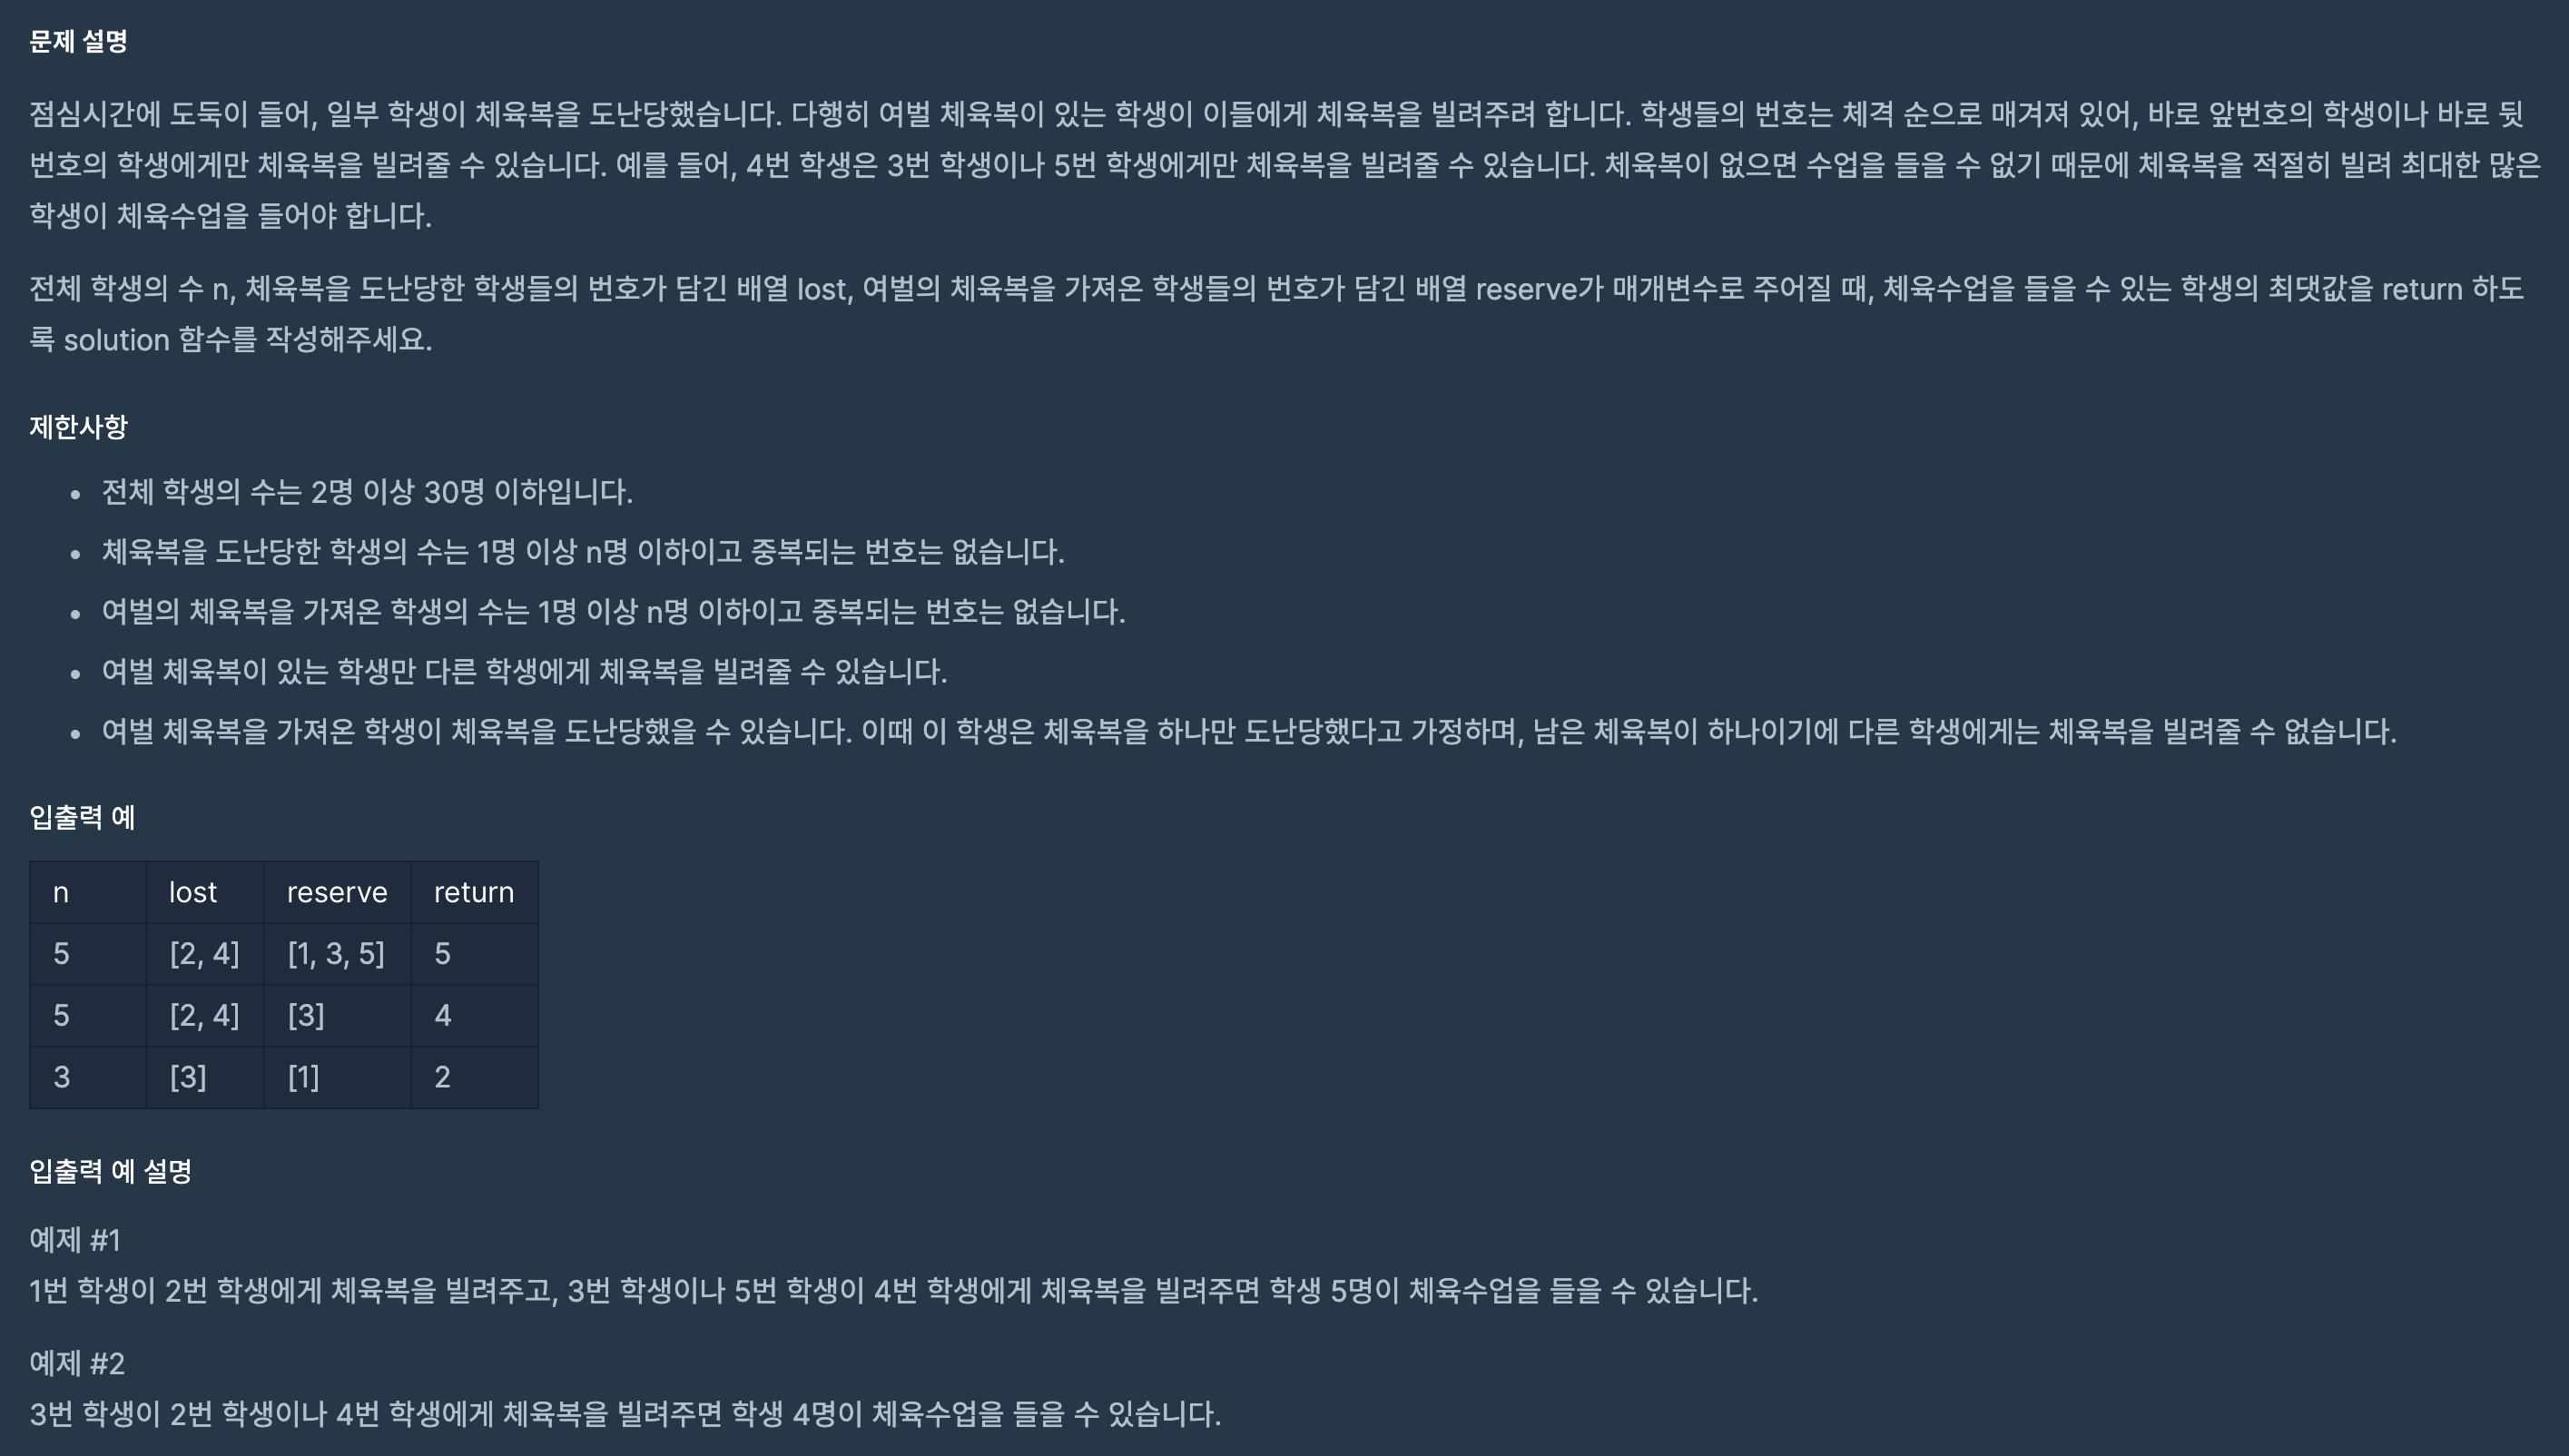 문제 설명
점심시간에 도둑이 들어, 일부 학생이 체육복을 도난당했습니다. 다행히 여벌 체육복이 있는 학생이 이들에게 체육복을 빌려주려 합니다. 학생들의 번호는 체격 순으로 매겨져 있어, 바로 앞번호의 학생이나 바로 뒷
번호의 학생에게만 체육복을 빌려줄 수 있습니다. 예를 들어, 4번 학생은 3번 학생이나 5번 학생에게만 체육복을 빌려줄 수 있습니다. 체육복이 없으면 수업을 들을 수 없기 때문에 체육복을 적절히 빌려 최대한 많은
학생이 체육수업을 들어야 합니다.
전체 학생의 수 n, 체육복을 도난당한 학생들의 번호가 담긴 배열 lost, 여벌의 체육복을 가져온 학생들의 번호가 담긴 배열 reserve가 매개변수로 주어질 때, 체육수업을 들을 수 있는 학생의 최댓값을 return 하도
록 solution 함수를 작성해주세요.
제한사항
• 전체 학생의 수는 2명 이상 30명 이하입니다.
• 체육복을 도난당한 학생의 수는 1명 이상 n명 이하이고 중복되는 번호는 없습니다.
• 여벌의 체육복을 가져온 학생의 수는 1명 이상 n명 이하이고 중복되는 번호는 없습니다.
• 여벌 체육복이 있는 학생만 다른 학생에게 체육복을 빌려줄 수 있습니다.
• 여벌 체육복을 가져온 학생이 체육복을 도난당했을 수 있습니다. 이때 이 학생은 체육복을 하나만 도난당했다고 가정하며, 남은 체육복이 하나이기에 다른 학생에게는 체육복을 빌려줄 수 없습니다.
입출력 예
n lost reserve return
5 [2, 4] [1, 3, 5] 5
5 [2, 4] [3] 4
3 [3] [1] 2
입출력 예 설명
예제 #1
1번 학생이 2번 학생에게 체육복을 빌려주고, 3번 학생이나 5번 학생이 4번 학생에게 체육복을 빌려주면 학생 5명이 체육수업을 들을 수 있습니다.
예제 #2
3번 학생이 2번 학생이나 4번 학생에게 체육복을 빌려주면 학생 4명이 체육수업을 들을 수 있습니다.